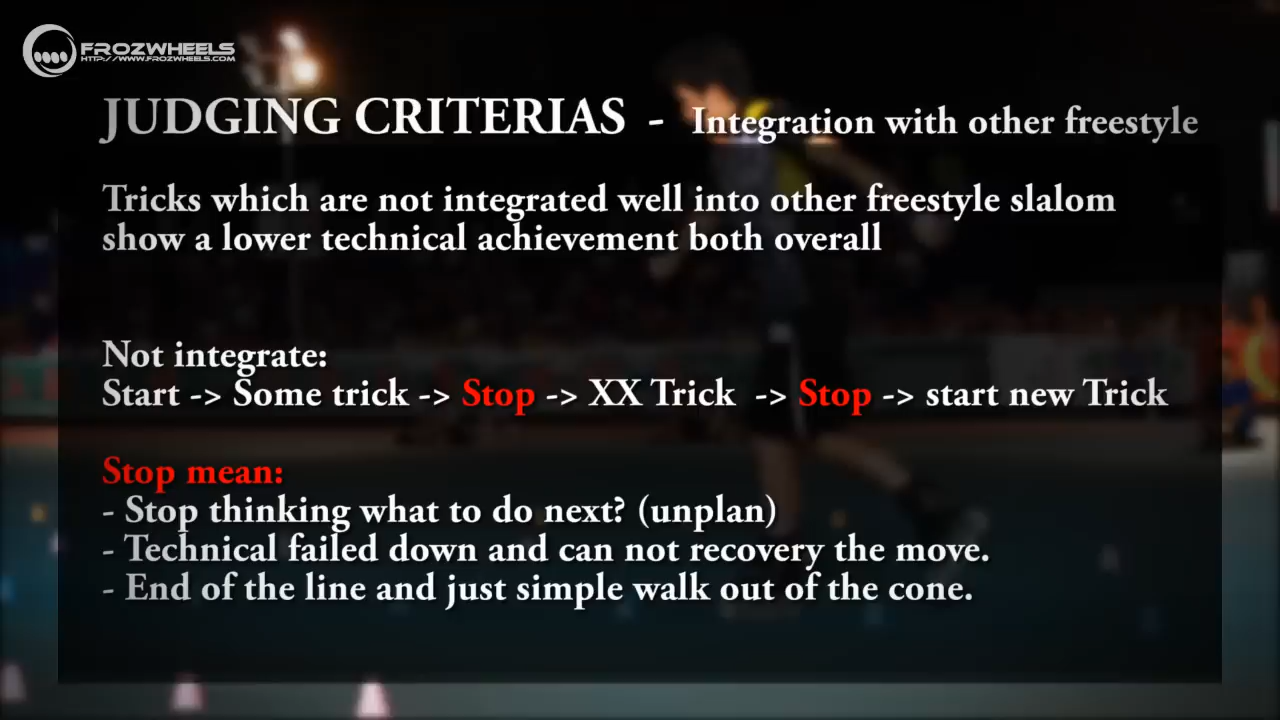 FROZWHEELS
HTTP://WWW.FROZWHEELS.COM
JUDGING CRITERIAS - Integration with other freestyle
Tricks which are not integrated well into other freestyle slalom
show a lower technical achievement both overall
Not integrate:
Start -> Some trick -> Stop -> XX Trick -> Stop -> start new Trick
Stop mean:
- Stop thinking what to do next? (unplan)
- Technical failed down and can not recovery the move.
- End of the line and just simple walk out of the cone.